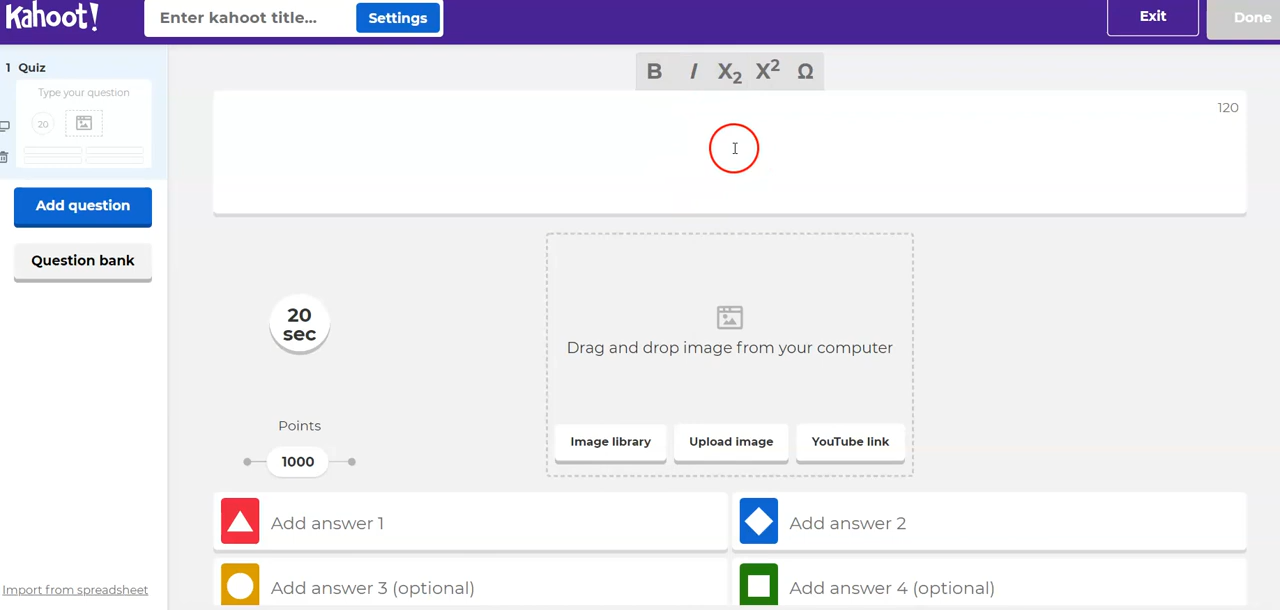 Kahoot!
Enter kahoot title...
Settings
Exit
Done
1 Quiz
Type your question
20
Add question
Question bank
Import from spreadsheet
B I X2 X² Ω
120
20
sec
Points
1000
Drag and drop image from your computer
Image library
Upload image
YouTube link
Add answer 1
Add answer 2
Add answer 3 (optional)
Add answer 4 (optional)